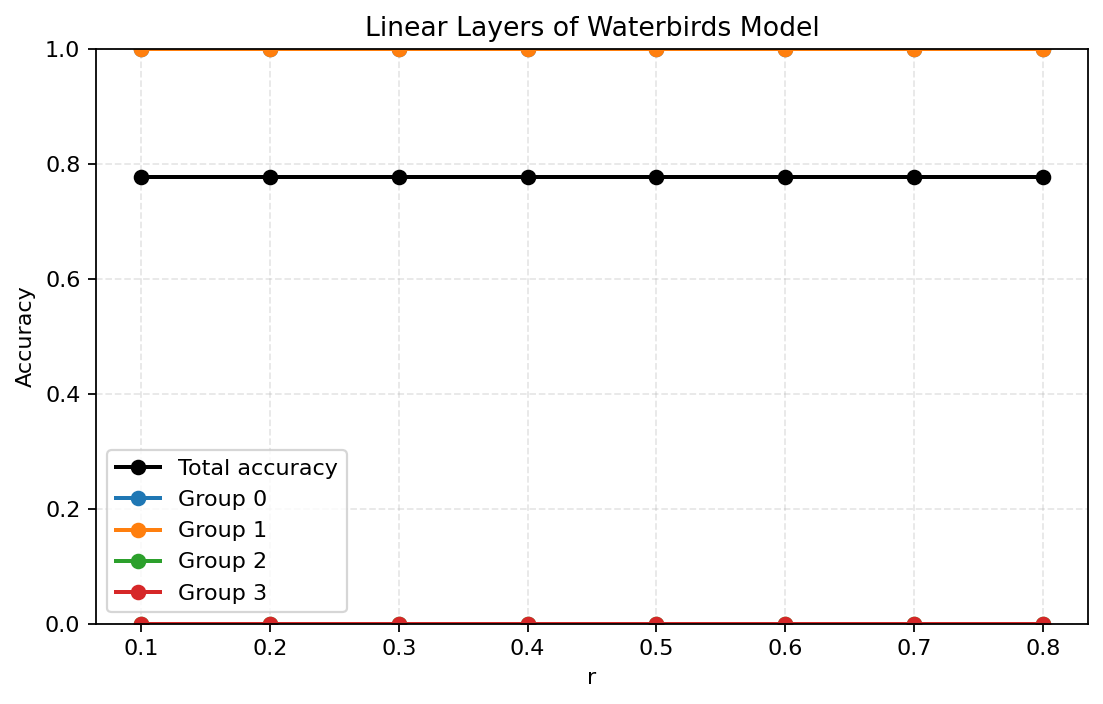 Linear Layers of Waterbirds Model
1.0
0.8
0.6
0.4
0.2
0.0
Accuracy
Total accuracy
Group 0
Group 1
Group 2
Group 3
0.1 0.2 0.3 0.4 0.5 0.6 0.7 0.8
r